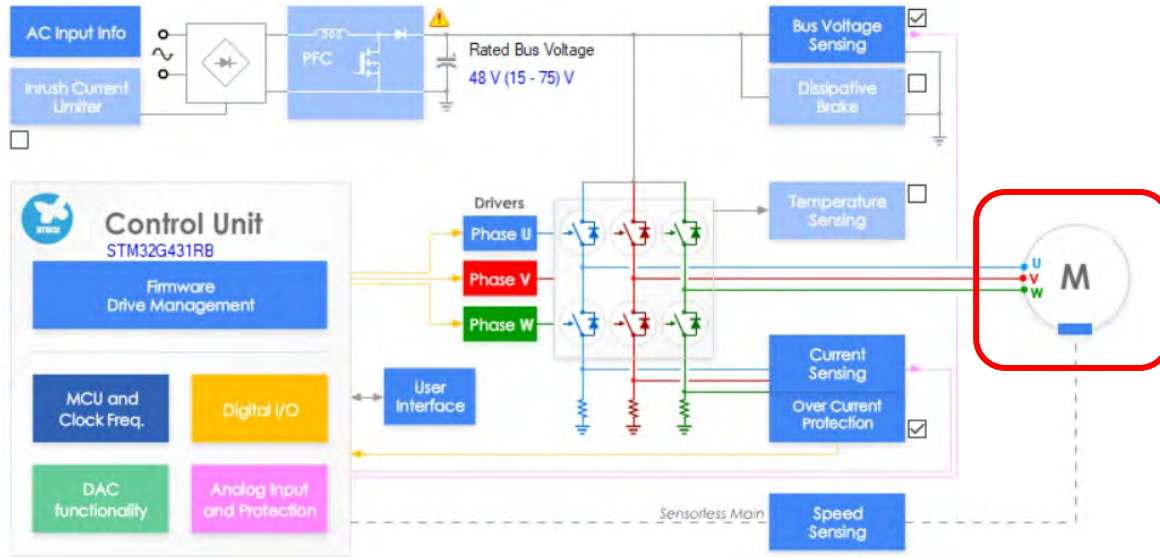 AC Input Info
Inrush Current
Limiter
PFC
Rated Bus Voltage
48 V (15 - 75) V
Bus Voltage
Sensing
Dissipative
Brake
STM32
Control Unit
STM32G431RB
Firmware
Drive Management
Drivers
Phase U
Phase V
Phase W
Temperature
Sensing
U
V
W
M
MCU and
Clock Freq.
Digital I/O
User
Interface
Current
Sensing
Over Current
Protection
DAC
functionality
Analog Input
and Protection
Sensorless Main
Speed
Sensing